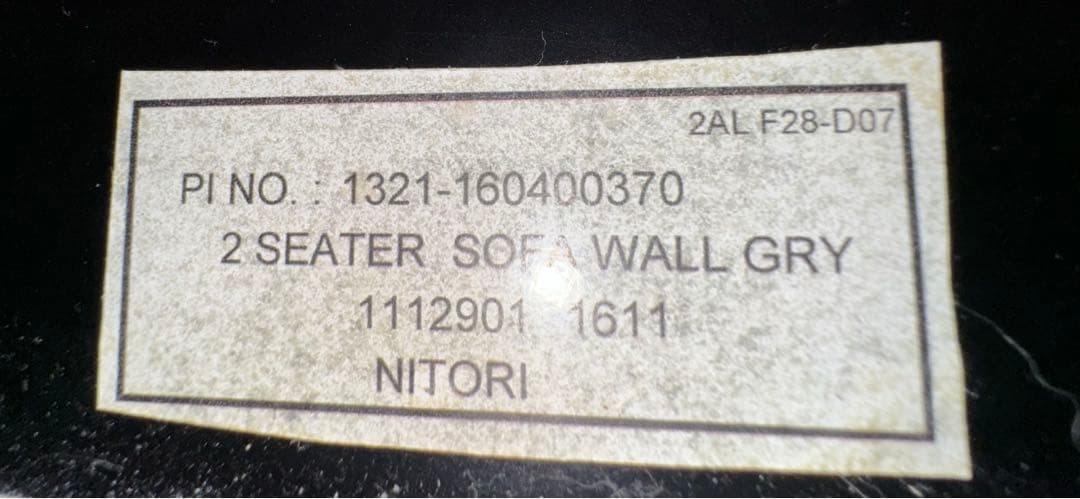 2AL F28-D07
PI NO. : 1321-160400370
2 SEATER SOFA WALL GRY
1112901 1611
NITORI